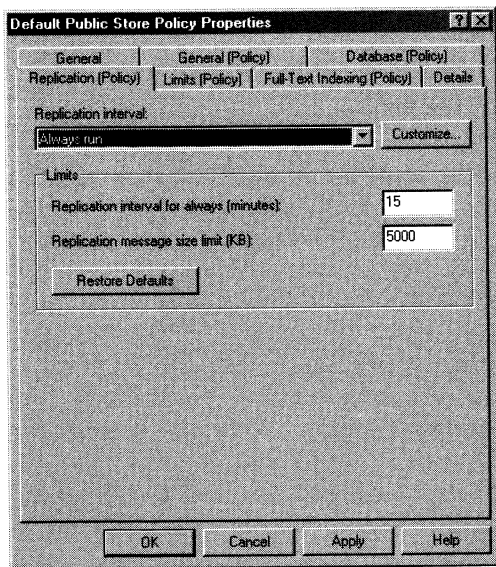 Default Public Store Policy Properties
General General (Policy) Database (Policy)
Replication (Policy) Limits (Policy) Full-Text Indexing (Policy) Details
Replication interval:
Always run Customize...
Limits
Replication interval for always (minutes): 15
Replication message size limit (KB): 5000
Restore Defaults
OK Cancel Apply Help